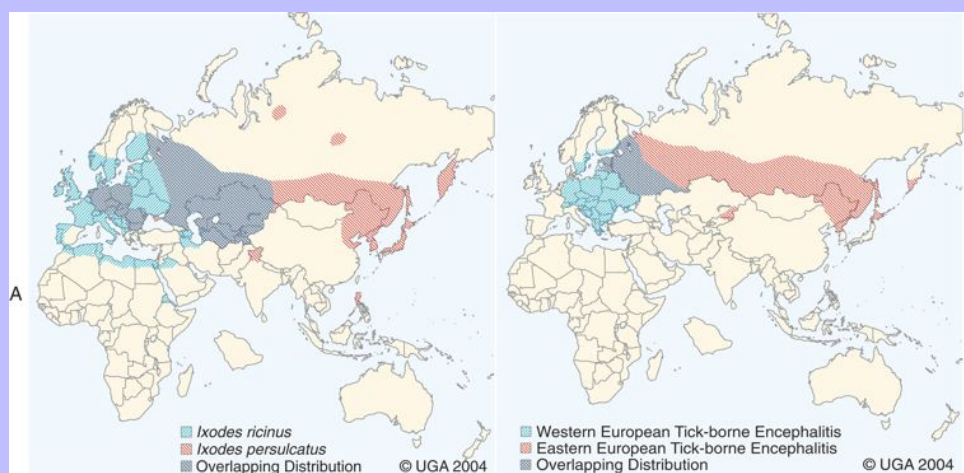 A
Ixodes ricinus
Ixodes persulcatus
Overlapping Distribution
© UGA 2004
Western European Tick-borne Encephalitis
Eastern European Tick-borne Encephalitis
Overlapping Distribution
© UGA 2004